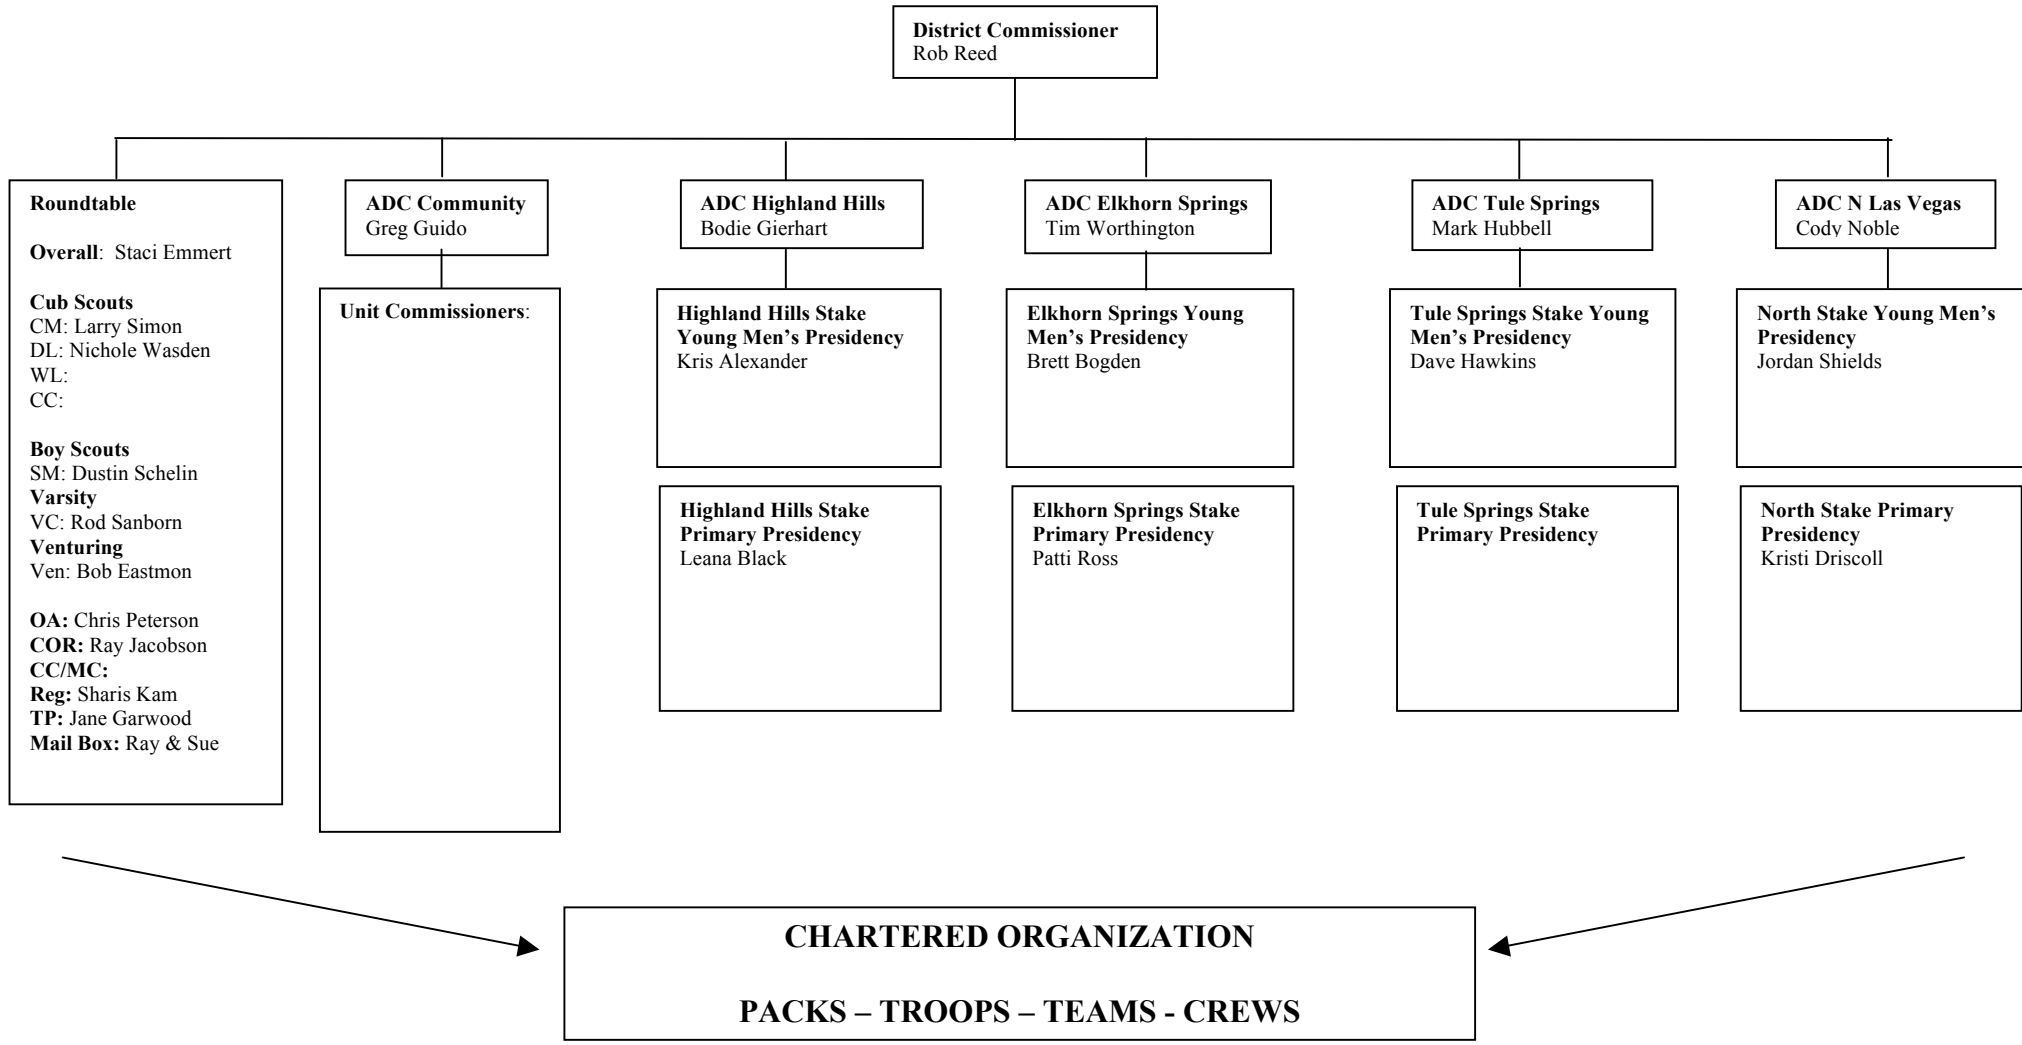 District Commissioner
Rob Reed
Roundtable
Overall: Staci Emmert
Cub Scouts
CM: Larry Simon
DL: Nichole Wasden
WL:
CC:
Boy Scouts
SM: Dustin Schelin
Varsity
VC: Rod Sanborn
Venturing
Ven: Bob Eastmon
OA: Chris Peterson
COR: Ray Jacobson
CC/MC:
Reg: Sharis Kam
TP: Jane Garwood
Mail Box: Ray & Sue
ADC Community
Greg Guido
Unit Commissioners:
ADC Highland Hills
Bodie Gierhart
Highland Hills Stake
Young Men’s Presidency
Kris Alexander
Highland Hills Stake
Primary Presidency
Leana Black
ADC Elkhorn Springs
Tim Worthington
Elkhorn Springs Young
Men’s Presidency
Brett Bogden
Elkhorn Springs Stake
Primary Presidency
Patti Ross
ADC Tule Springs
Mark Hubbell
Tule Springs Stake Young
Men’s Presidency
Dave Hawkins
Tule Springs Stake
Primary Presidency
ADC N Las Vegas
Cody Noble
North Stake Young Men’s
Presidency
Jordan Shields
North Stake Primary
Presidency
Kristi Driscoll
CHARTERED ORGANIZATION
PACKS – TROOPS – TEAMS - CREWS